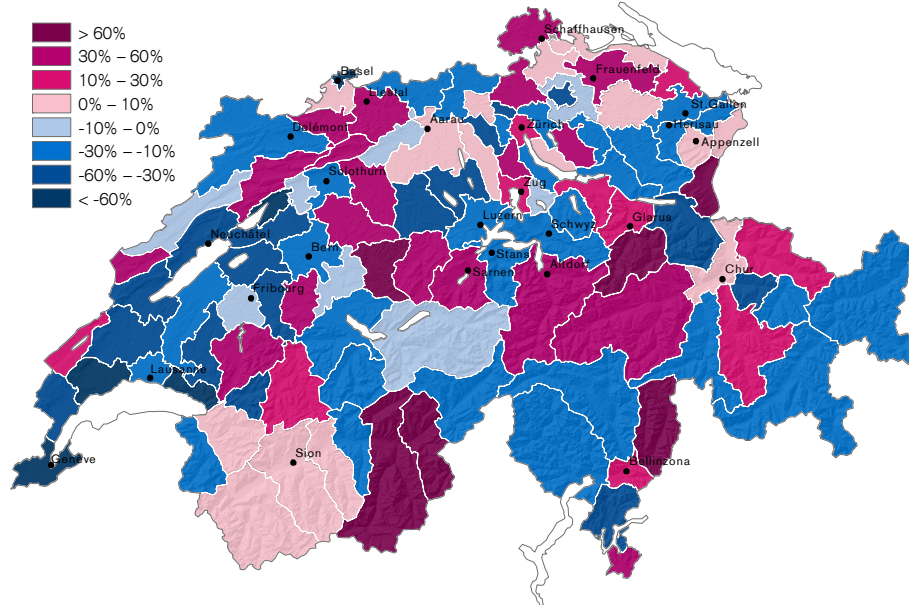 > 60%
30% – 60%
10% – 30%
0% – 10%
-10% – 0%
-30% – -10%
-60% – -30%
< -60%
Schaffhausen
Basel
Frauenfeld
Liestal
St.Gallen
Aarau
Zürich
Herisau
Delémont
Appenzell
Solothurn
Zug
Luzern
Glarus
Schwyz
Neuchâtel
Bern
Stans
Altdorf
Sarnen
Chur
Fribourg
Lausanne
Sion
Genève
Bellinzona